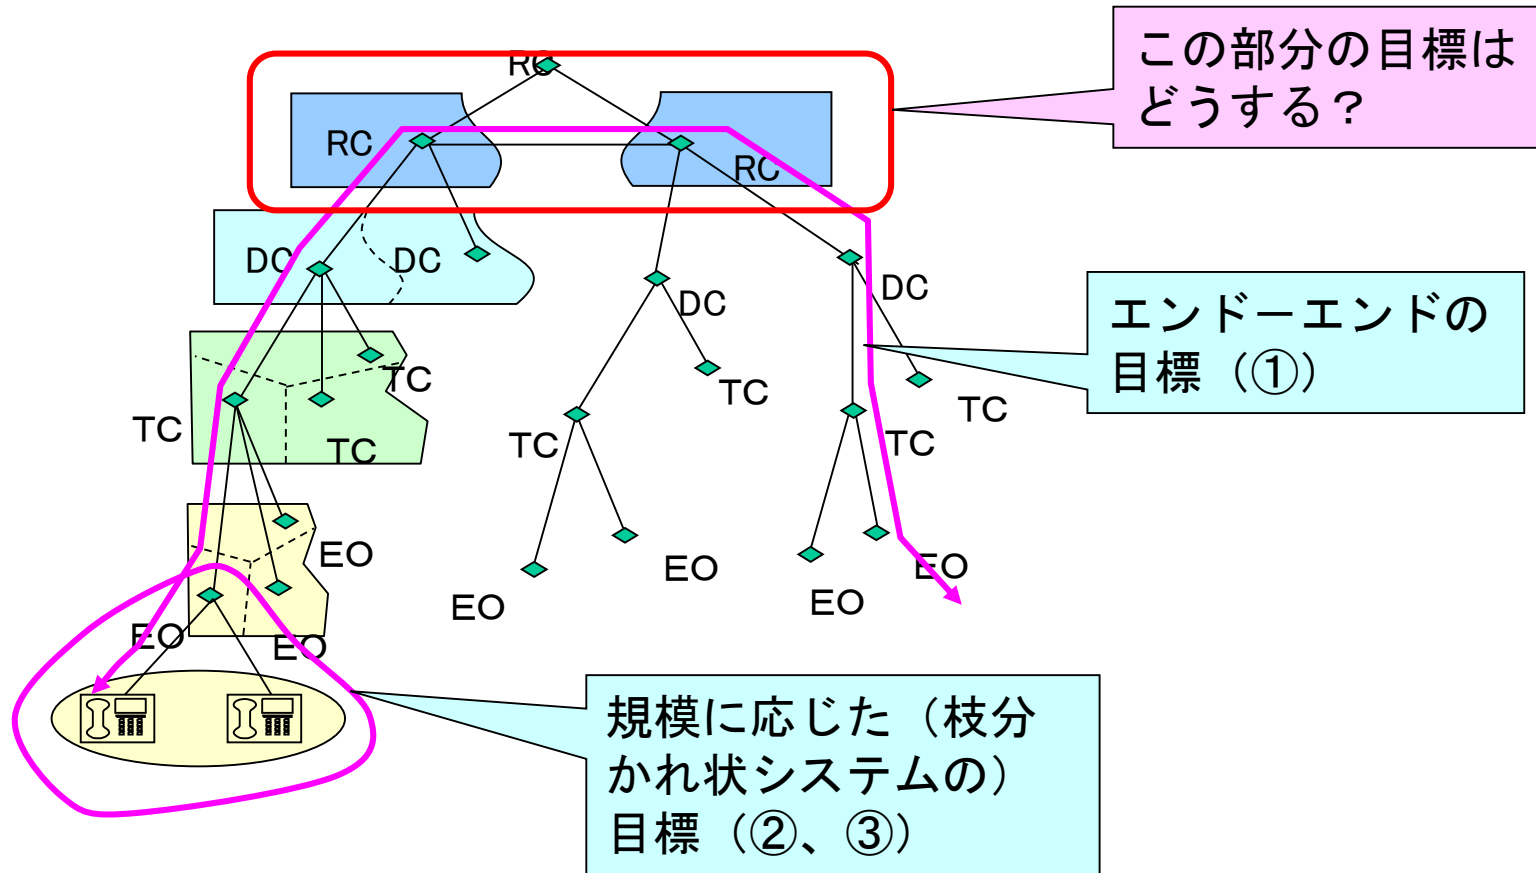 RC
この部分の目標は
どうする？
RC
RC
DC
DC
DC
DC
エンドーエンドの
目標（①）
TC
TC
TC
TC
TC
TC
TC
EO
EO
EO
EO
EO
EO
EO
規模に応じた（枝分
かれ状システムの）
目標（②、③）